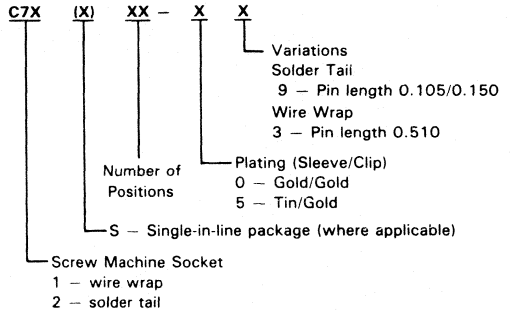 C7X (X) XX - X X
Variations
Solder Tail
9 — Pin length 0.105/0.150
Wire Wrap
3 — Pin length 0.510
Number of
Positions
Plating (Sleeve/Clip)
0 — Gold/Gold
5 — Tin/Gold
S — Single-in-line package (where applicable)
Screw Machine Socket
1 — wire wrap
2 — solder tail